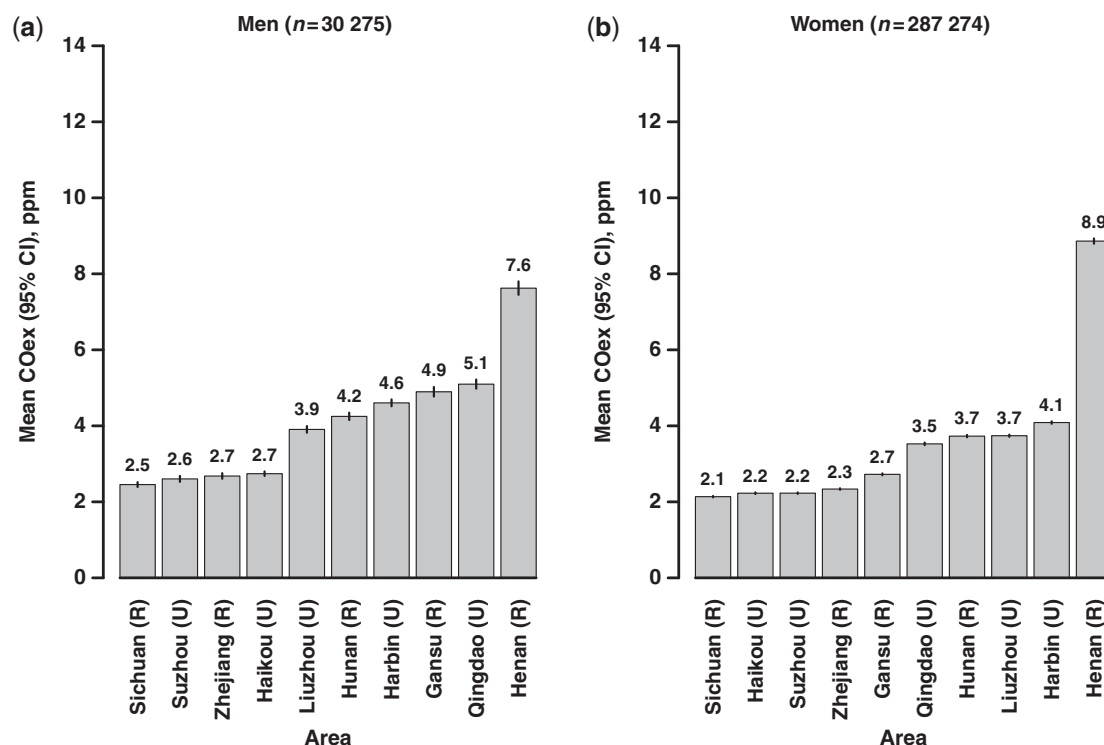 (a) Men (n=30 275)
14
12
10
8
6
4
2
0
Mean COex (95% CI), ppm
2.5 2.6 2.7 2.7 3.9 4.2 4.6 4.9 5.1 7.6
Sichuan (R)
Suzhou (U)
Zhejiang (R)
Haikou (U)
Liuzhou (U)
Hunan (R)
Harbin (U)
Gansu (R)
Qingdao (U)
Henan (R)
Area
(b) Women (n=287 274)
14
12
10
8
6
4
2
0
Mean COex (95% CI), ppm
2.1 2.2 2.2 2.3 2.7 3.5 3.7 3.7 4.1 8.9
Sichuan (R)
Haikou (U)
Suzhou (U)
Zhejiang (R)
Gansu (R)
Qingdao (U)
Hunan (R)
Liuzhou (U)
Harbin (U)
Henan (R)
Area